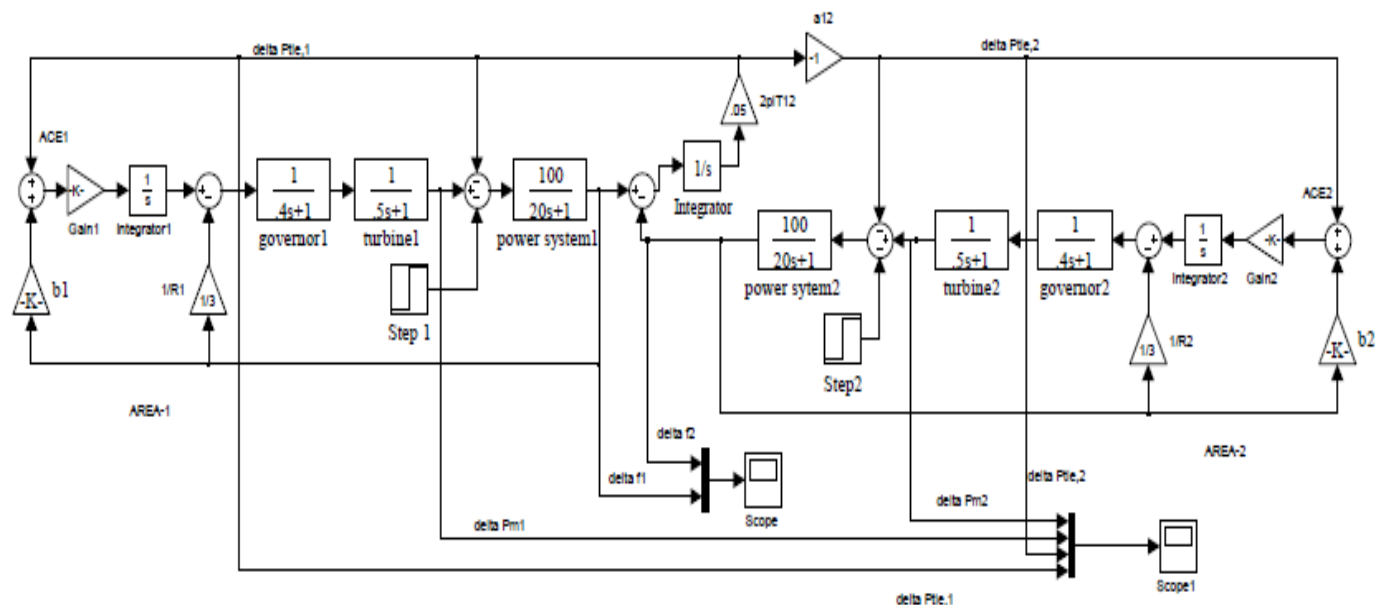 a12
delta Ptie,1
-1
delta Ptie,2
.05
2piT12
ACE1
-K-
Gain1
1
s
Integrator1
1
.4s+1
governor1
1
.5s+1
turbine1
100
20s+1
power system1
1/s
Integrator
100
20s+1
power sytem2
1
.5s+1
turbine2
1
.4s+1
governor2
1
s
Integrator2
-K-
Gain2
ACE2
-K-
b1
1/R1
1/3
Step 1
Step2
1/3
1/R2
-K-
b2
AREA-1
AREA-2
delta f2
delta f1
Scope
delta Pm1
delta Pm2
delta Ptie,2
Scope1
delta Ptie,1